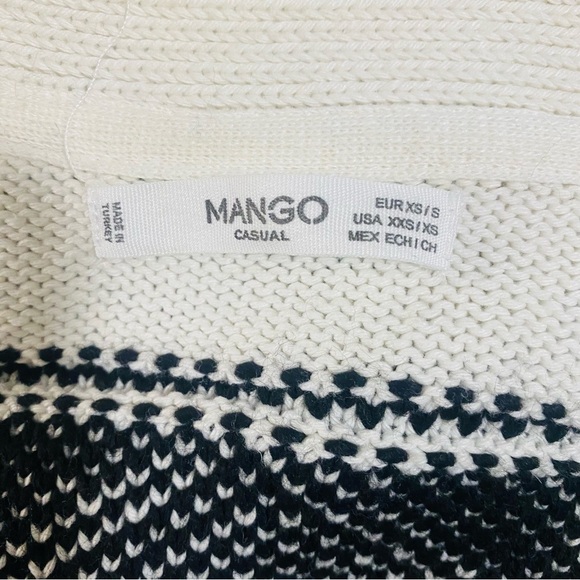 MADE IN
TURKEY
MANGO
CASUAL
EUR XS/S
USA XXS/XS
MEX ECH|CH